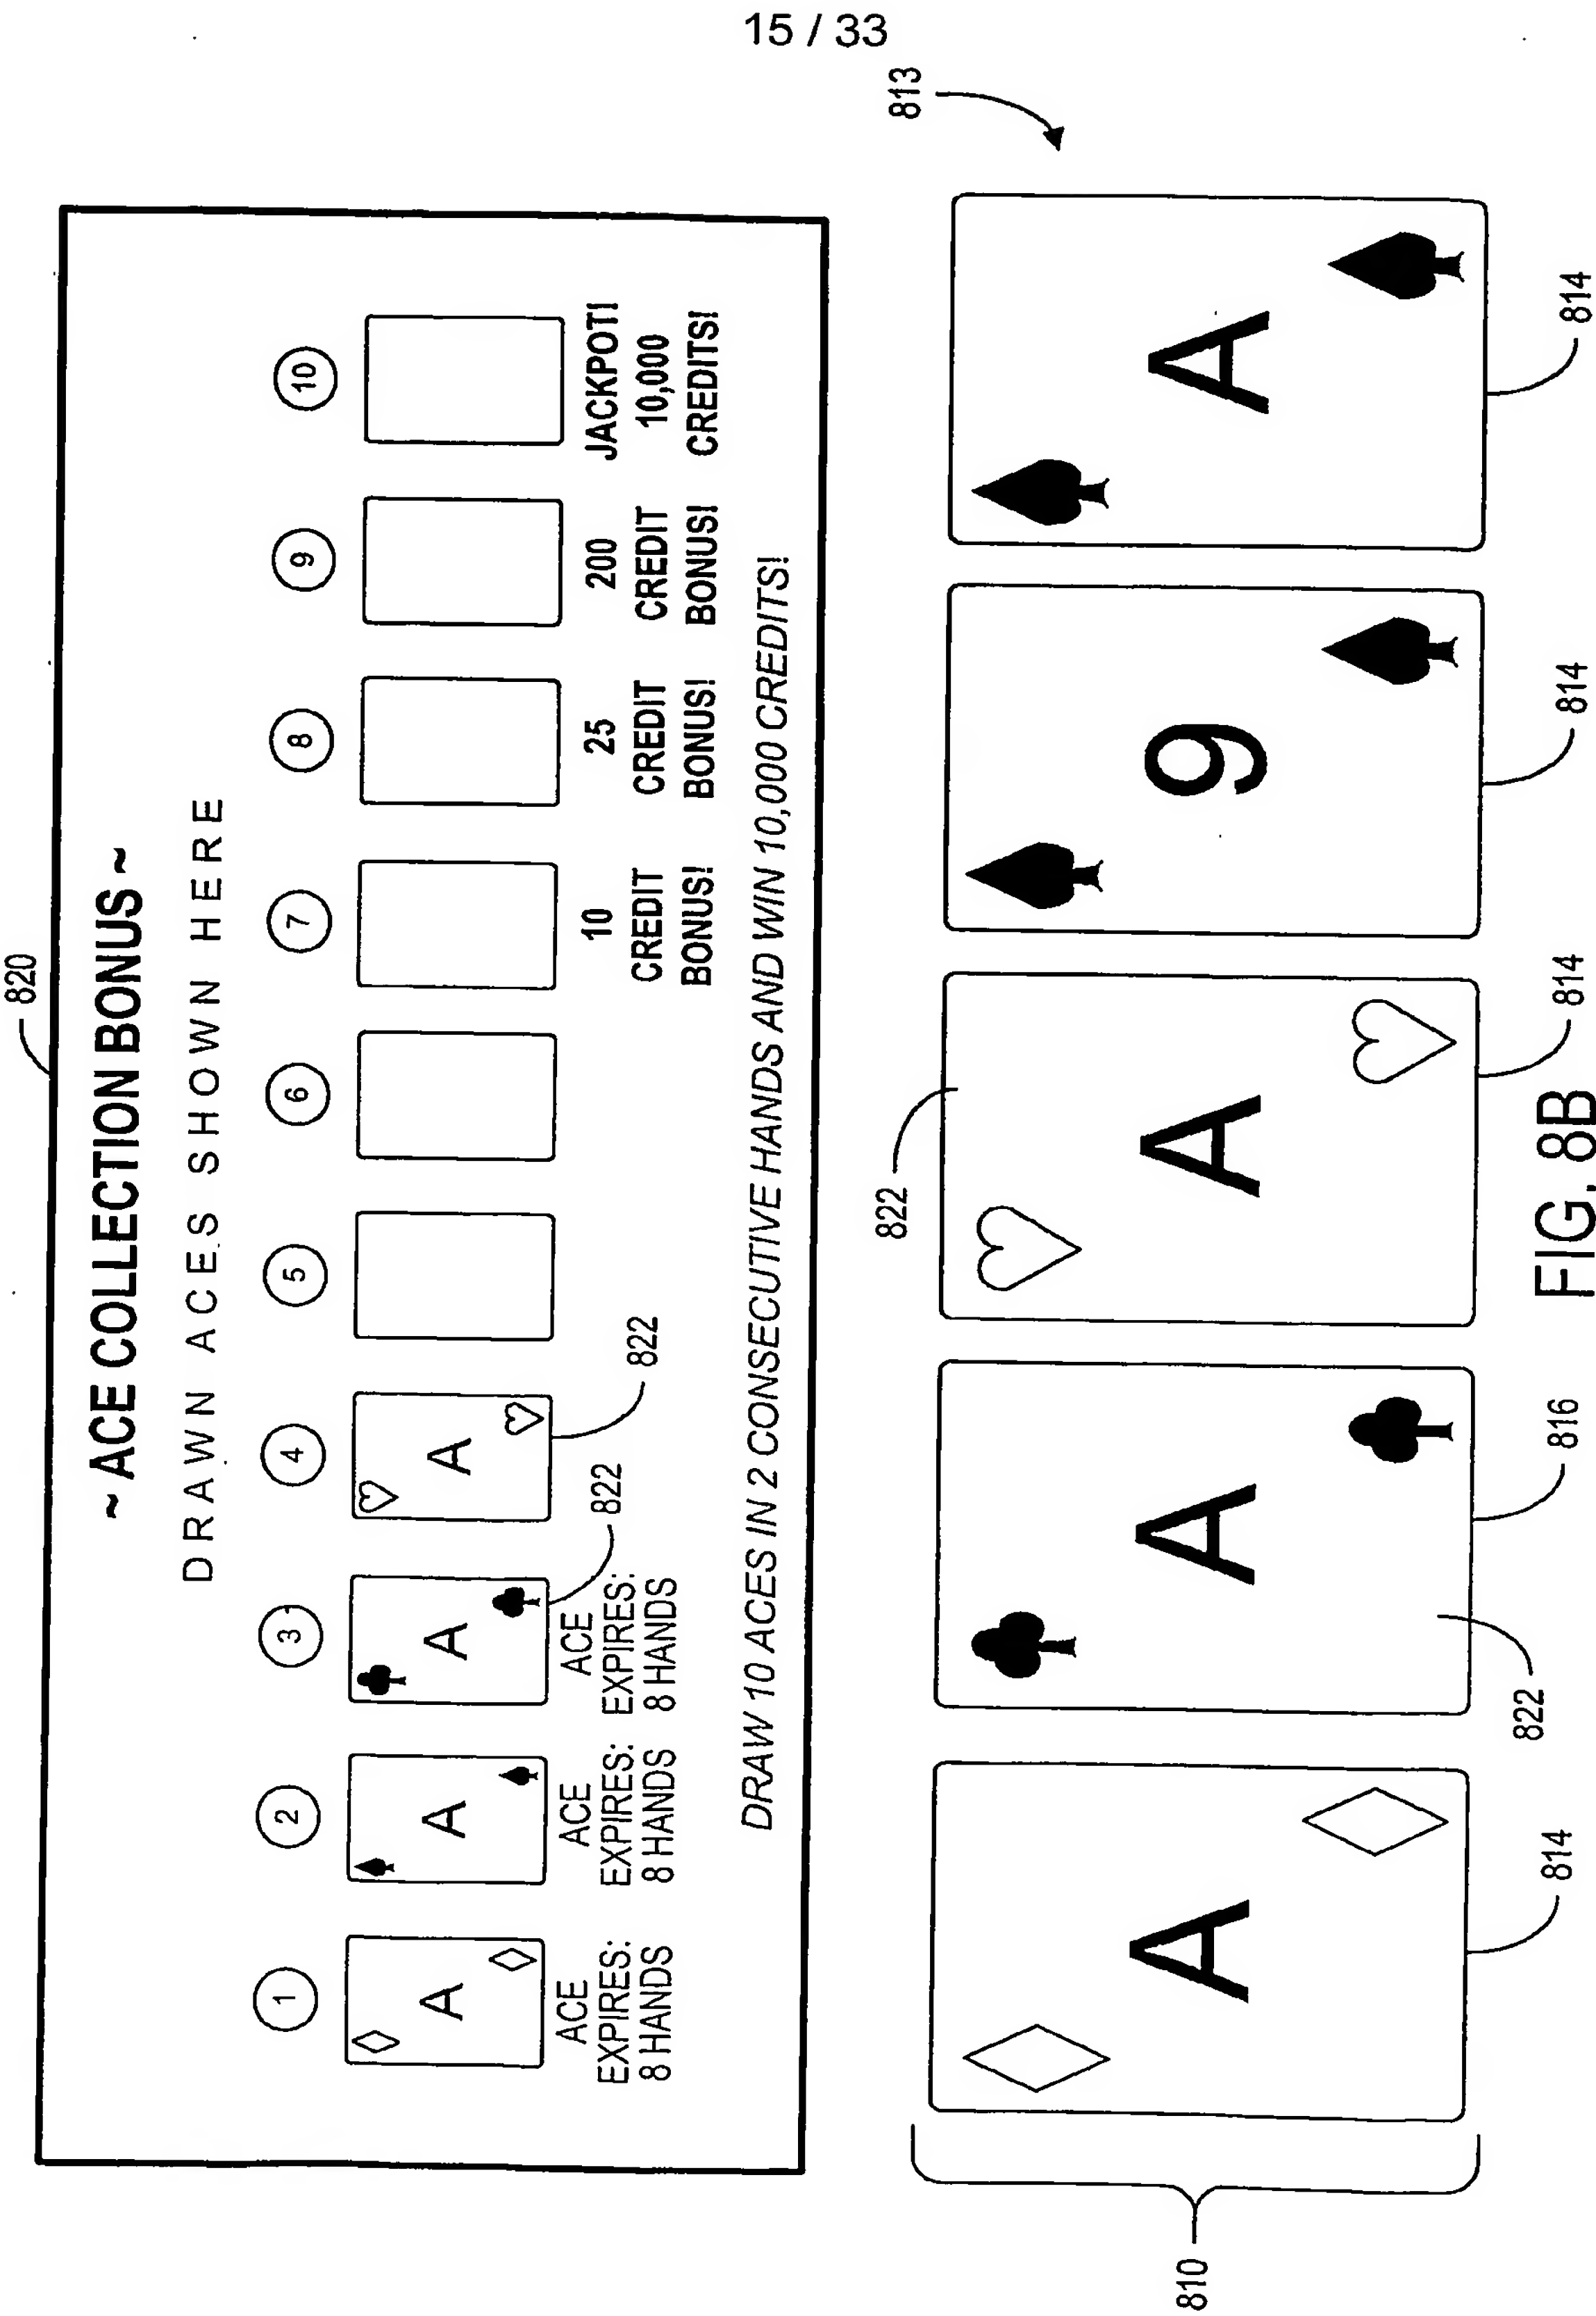 15 / 33
820
~ ACE COLLECTION BONUS ~
DRAWN ACES SHOWN HERE
1 2 3 4 5 6 7 8 9 10
A A A A
822
822
ACE EXPIRES: 8 HANDS
ACE EXPIRES: 8 HANDS
ACE EXPIRES: 8 HANDS
10 CREDIT BONUS!
25 CREDIT BONUS!
200 CREDIT BONUS!
JACKPOT! 10,000 CREDITS!
DRAW 10 ACES IN 2 CONSECUTIVE HANDS AND WIN 10,000 CREDITS!
813
822
810
A A A 9 A
822
814 816 814 814 814
FIG. 8B